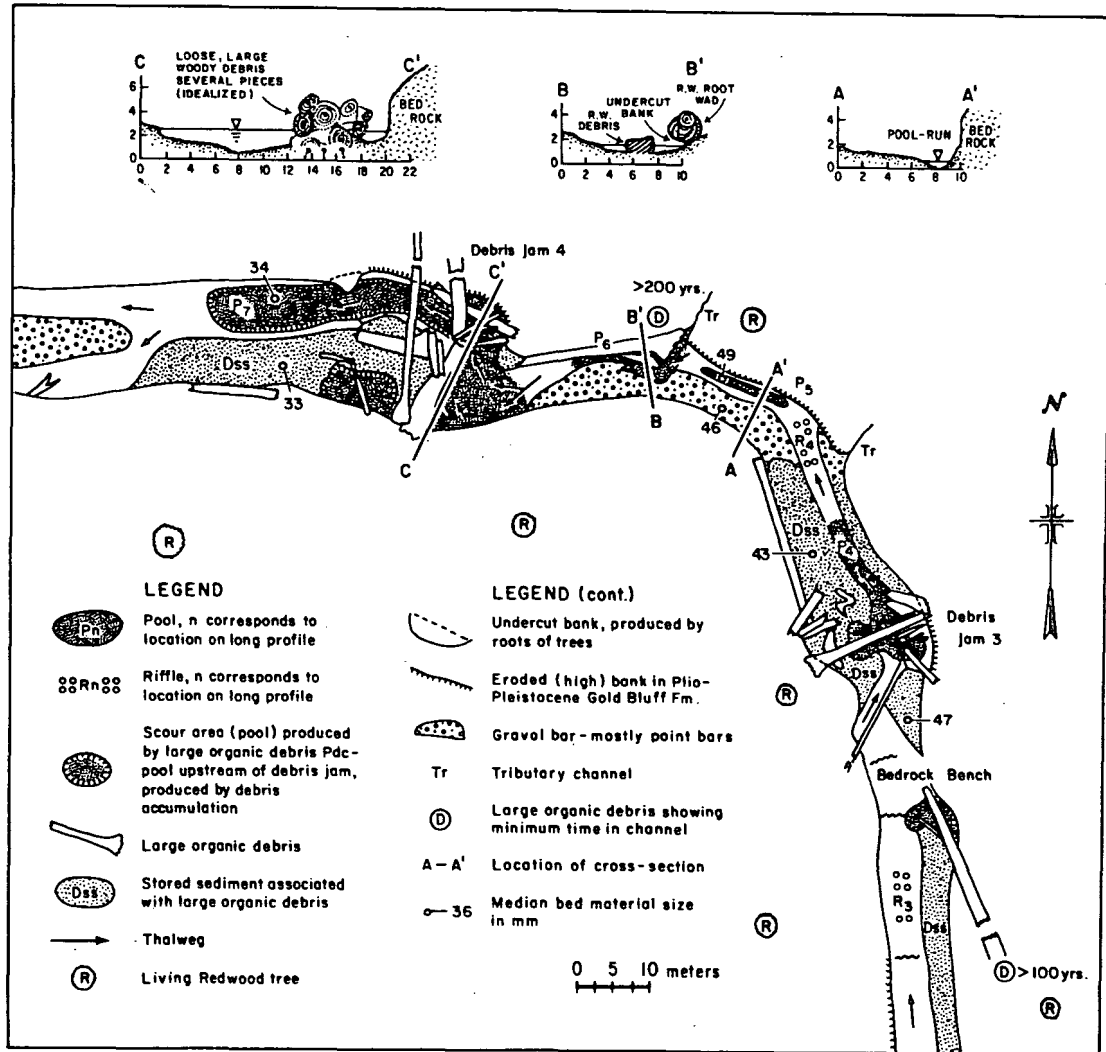 C
C'
LOOSE, LARGE
WOODY DEBRIS
SEVERAL PIECES
(IDEALIZED)
BED
ROCK
6
4
2
0
0 2 4 6 8 10 12 14 16 18 20 22
B
B'
R.W. ROOT
WAD
UNDERCUT
BANK
R.W.
DEBRIS
4
2
0
0 2 4 6 8 10
A
A'
POOL-RUN
BED
ROCK
4
2
0
0 2 4 6 8 10
Debris jam 4
C'
34
P7
>200 yrs.
B'
D
Tr
R
P6
49
A'
P5
Dss
33
46
R4
B
A
C
Tr
N
R
R
Dss
43
P4
Debris
jam 3
R
Dss
47
Bedrock Bench
R3
Dss
R
D >100 yrs.
R
LEGEND
Pn
Pool, n corresponds to
location on long profile
Rn
Riffle, n corresponds to
location on long profile
Scour area (pool) produced
by large organic debris Pdc-
pool upstream of debris jam,
produced by debris
accumulation
Large organic debris
Dss
Stored sediment associated
with large organic debris
Thalweg
R
Living Redwood tree
LEGEND (cont.)
Undercut bank, produced by
roots of trees
Eroded (high) bank in Plio-
Pleistocene Gold Bluff Fm.
Gravol bar-mostly point bars
Tr
Tributary channel
D
Large organic debris showing
minimum time in channel
A-A'
Location of cross-section
36
Median bed material size
in mm
0 5 10 meters